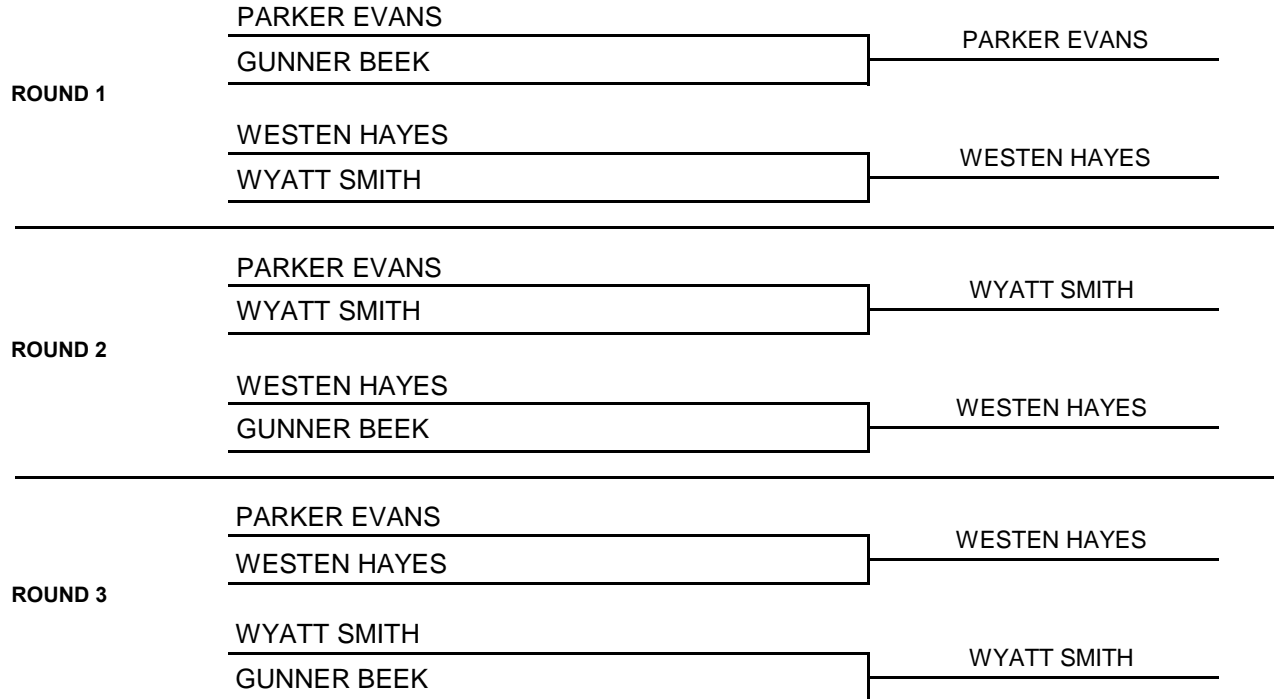 PARKER EVANS
PARKER EVANS
GUNNER BEEK
ROUND 1
WESTEN HAYES
WESTEN HAYES
WYATT SMITH
PARKER EVANS
WYATT SMITH
WYATT SMITH
ROUND 2
WESTEN HAYES
WESTEN HAYES
GUNNER BEEK
PARKER EVANS
WESTEN HAYES
WESTEN HAYES
ROUND 3
WYATT SMITH
WYATT SMITH
GUNNER BEEK